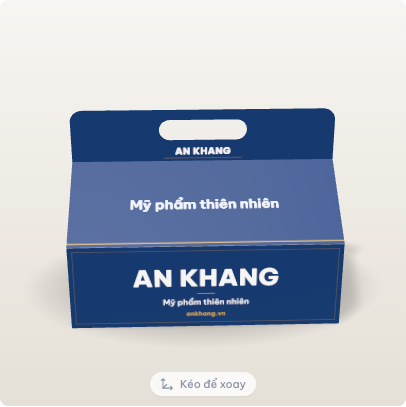 AN KHANG
Mỹ phẩm thiên nhiên
AN KHANG
Mỹ phẩm thiên nhiên
ankhang.vn
Kéo để xoay